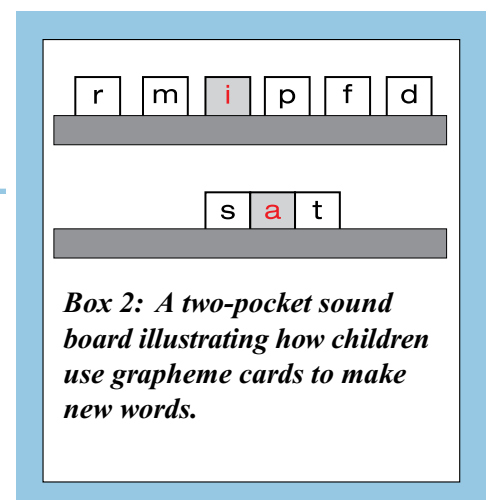 r m i p f d
s a t
Box 2: A two-pocket sound
board illustrating how children
use grapheme cards to make
new words.